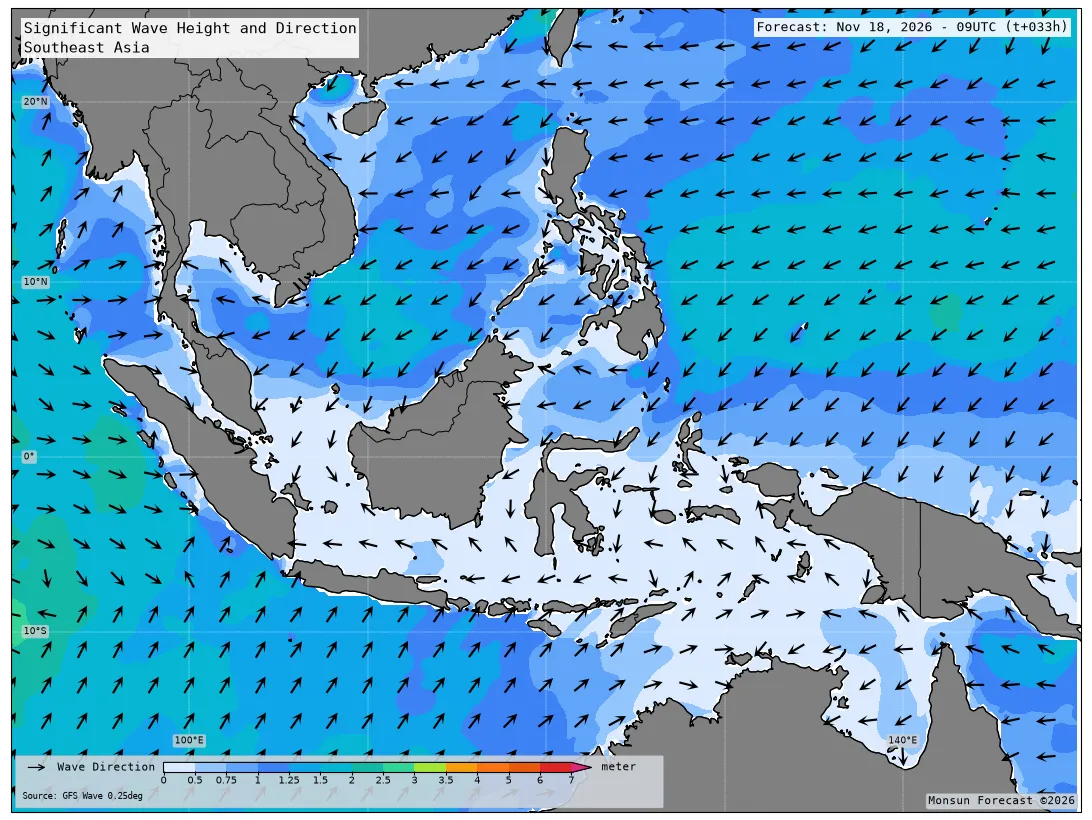 Significant Wave Height and Direction
Southeast Asia
Forecast: Nov 18, 2026 - 09UTC (t+033h)
20°N
10°N
0°
10°S
100°E
140°E
Wave Direction
meter
0 0.5 0.75 1 1.25 1.5 2 2.5 3 3.5 4 5 6 7
Source: GFS Wave 0.25deg
Monsun Forecast ©2026